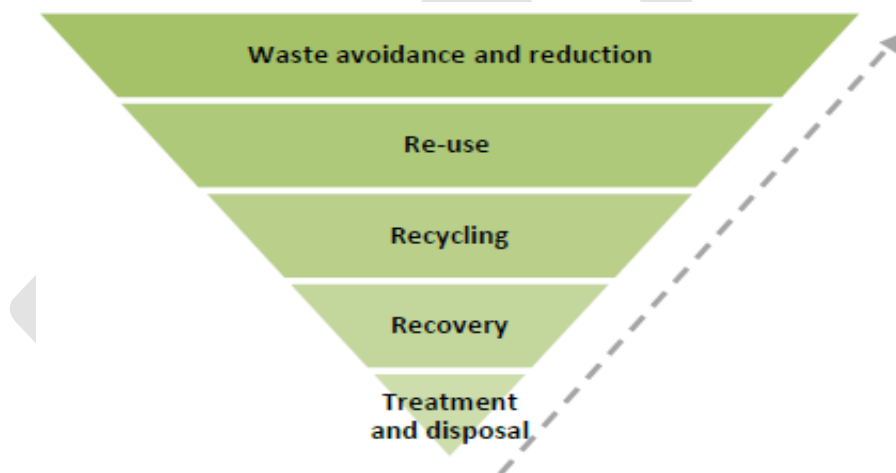 Waste avoidance and reduction
Re-use
Recycling
Recovery
Treatment
and disposal